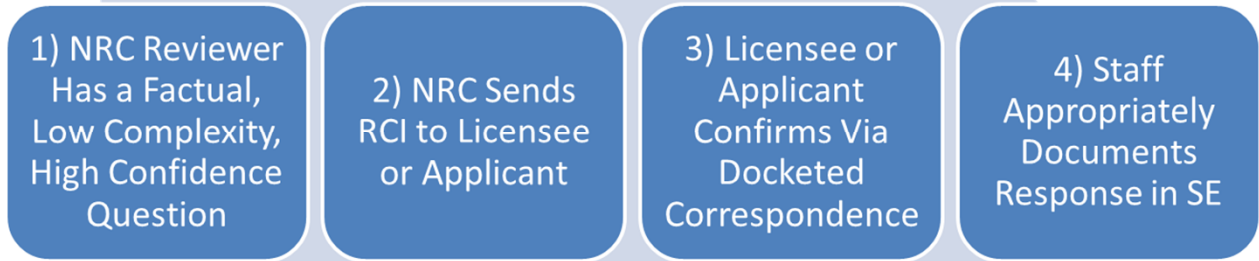 1) NRC Reviewer
Has a Factual,
Low Complexity,
High Confidence
Question
2) NRC Sends
RCI to Licensee
or Applicant
3) Licensee or
Applicant
Confirms Via
Docketed
Correspondence
4) Staff
Appropriately
Documents
Response in SE